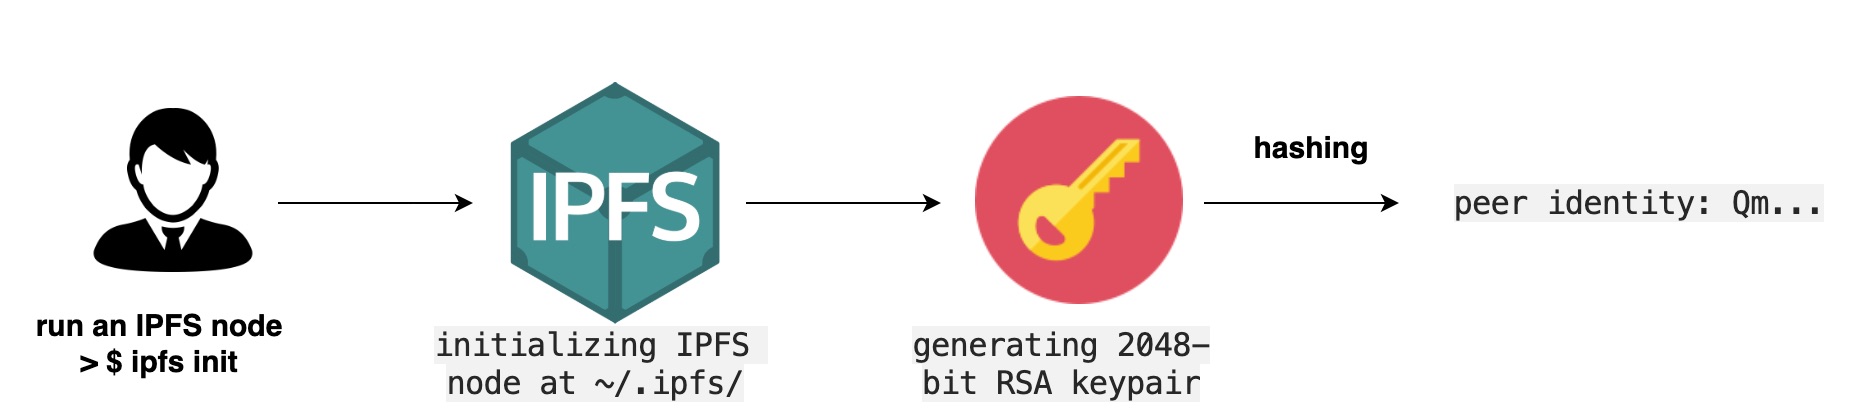 run an IPFS node
> $ ipfs init
IPFS
initializing IPFS
node at ~/.ipfs/
generating 2048-
bit RSA keypair
hashing
peer identity: Qm...